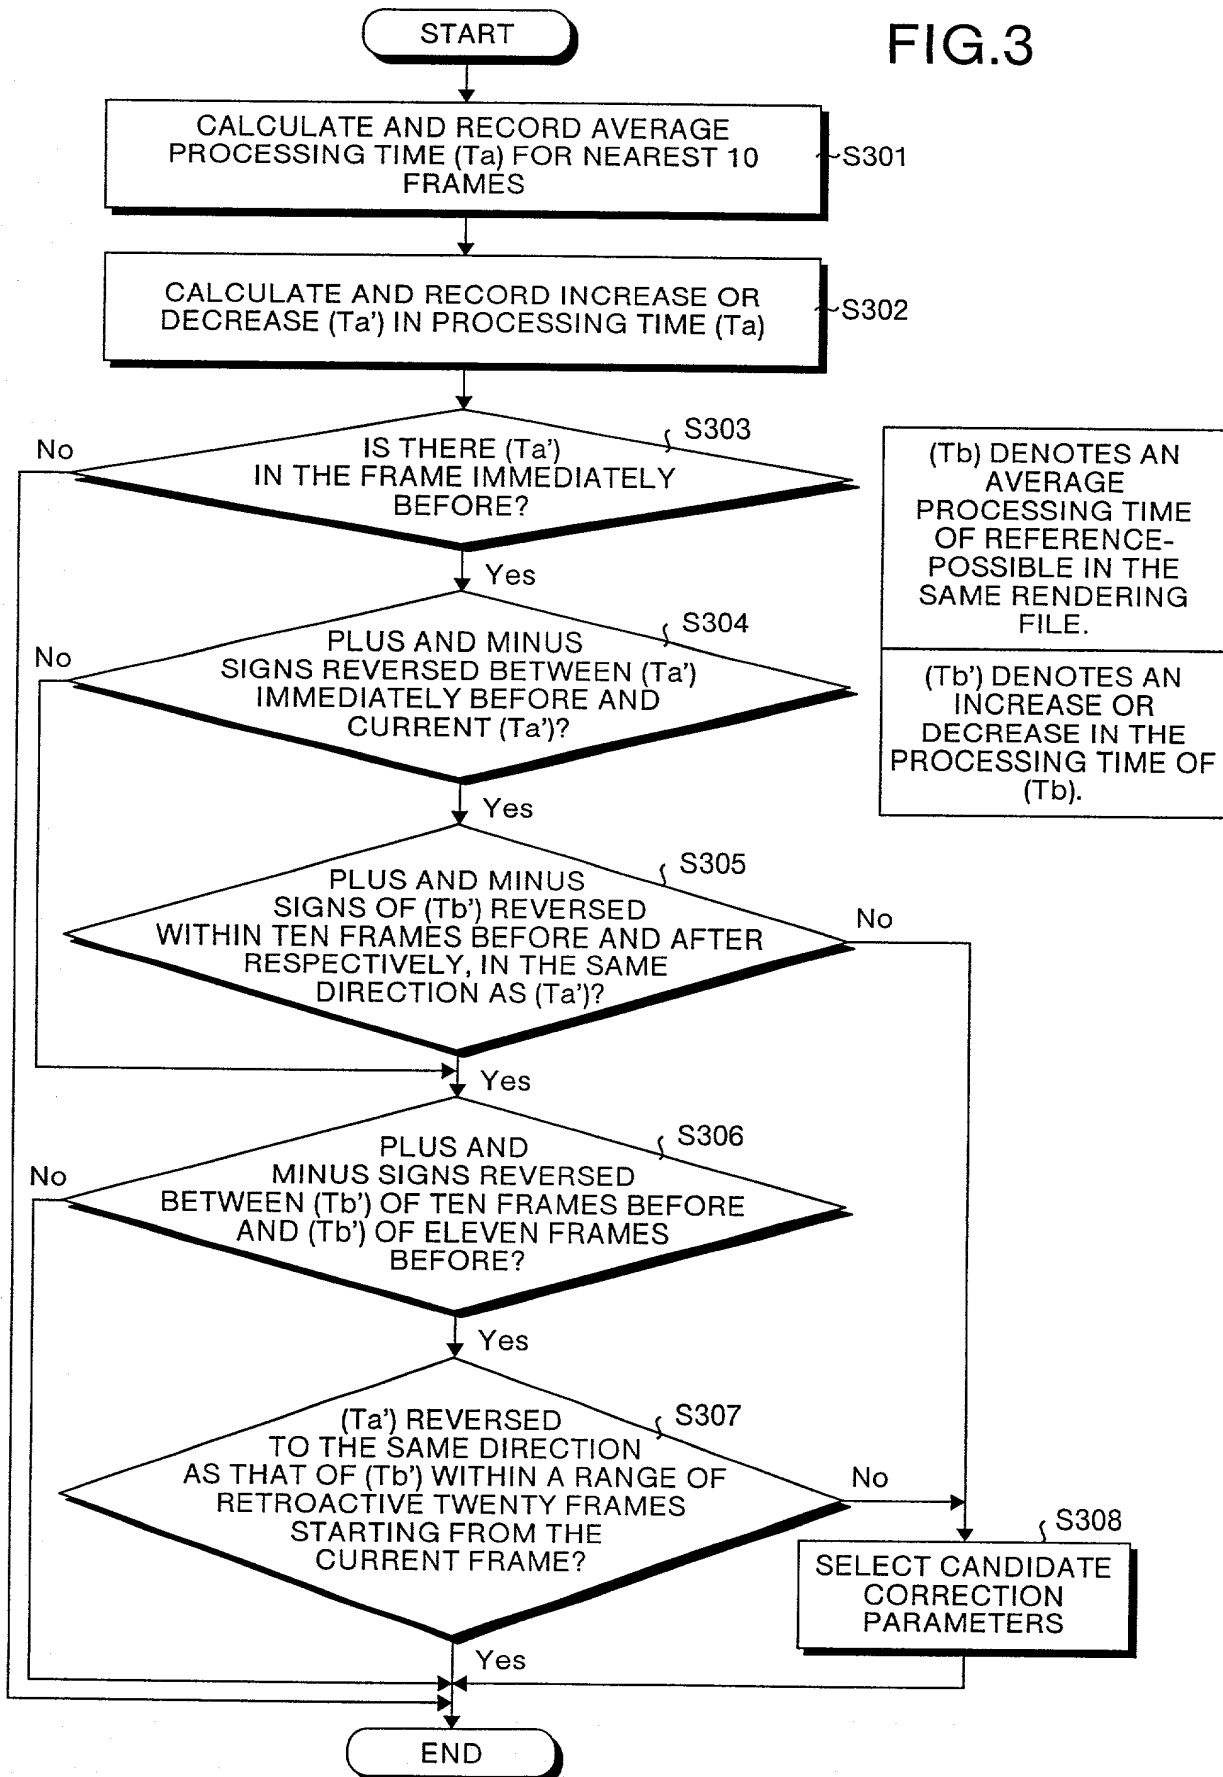 START
FIG.3
CALCULATE AND RECORD AVERAGE
PROCESSING TIME (Ta) FOR NEAREST 10
FRAMES
S301
CALCULATE AND RECORD INCREASE OR
DECREASE (Ta') IN PROCESSING TIME (Ta)
S302
S303
No
IS THERE (Ta')
IN THE FRAME IMMEDIATELY
BEFORE?
Yes
(Tb) DENOTES AN
AVERAGE
PROCESSING TIME
OF REFERENCE-
POSSIBLE IN THE
SAME RENDERING
FILE.
(Tb') DENOTES AN
INCREASE OR
DECREASE IN THE
PROCESSING TIME OF
(Tb).
S304
No
PLUS AND MINUS
SIGNS REVERSED BETWEEN (Ta')
IMMEDIATELY BEFORE AND
CURRENT (Ta')?
Yes
S305
PLUS AND MINUS
SIGNS OF (Tb') REVERSED
WITHIN TEN FRAMES BEFORE AND AFTER
RESPECTIVELY, IN THE SAME
DIRECTION AS (Ta')?
No
Yes
S306
No
PLUS AND
MINUS SIGNS REVERSED
BETWEEN (Tb') OF TEN FRAMES BEFORE
AND (Tb') OF ELEVEN FRAMES
BEFORE?
Yes
S307
(Ta') REVERSED
TO THE SAME DIRECTION
AS THAT OF (Tb') WITHIN A RANGE OF
RETROACTIVE TWENTY FRAMES
STARTING FROM THE
CURRENT FRAME?
No
S308
SELECT CANDIDATE
CORRECTION
PARAMETERS
Yes
END